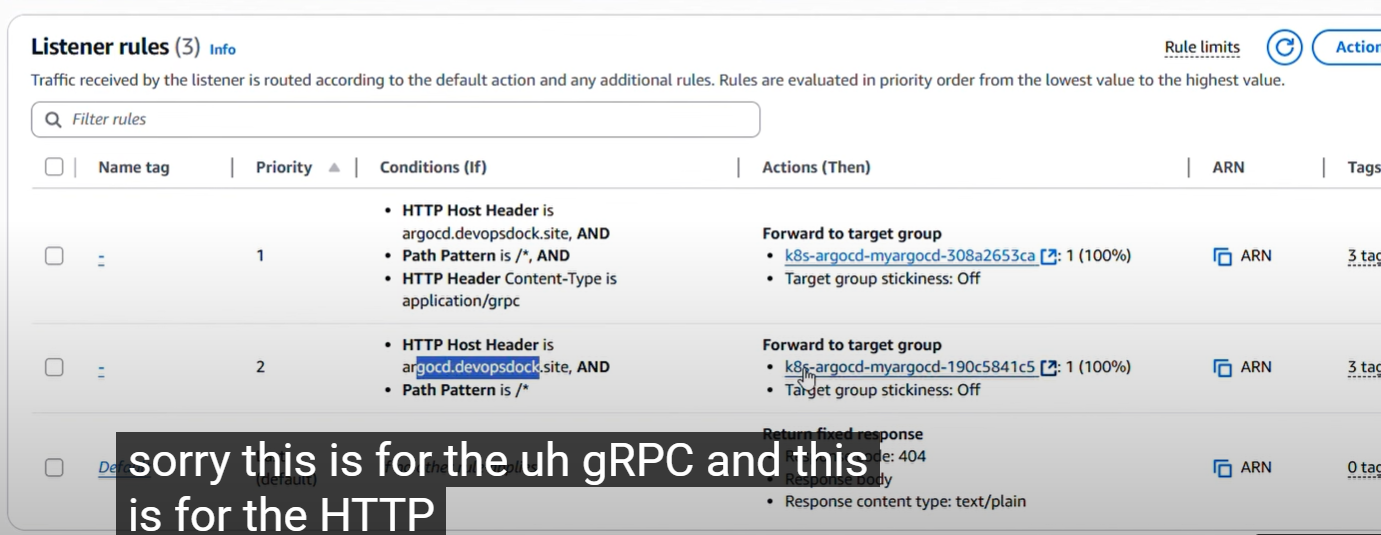 Listener rules (3) Info
Rule limits
Action
Traffic received by the listener is routed according to the default action and any additional rules. Rules are evaluated in priority order from the lowest value to the highest value.
Filter rules
Name tag Priority Conditions (If) Actions (Then) ARN Tags
HTTP Host Header is
argocd.devopsdock.site, AND
Path Pattern is /*, AND
HTTP Header Content-Type is
application/grpc
- 1
Forward to target group
k8s-argocd-myargocd-308a2653ca : 1 (100%)
Target group stickiness: Off
ARN 3 tag
HTTP Host Header is
argocd.devopsdock.site, AND
Path Pattern is /*
- 2
Forward to target group
k8s-argocd-myargocd-190c5841c5 : 1 (100%)
Target group stickiness: Off
ARN 3 tag
(default)
Return fixed response
code: 404
Response body
Response content type: text/plain
ARN 0 tag
sorry this is for the uh gRPC and this
is for the HTTP